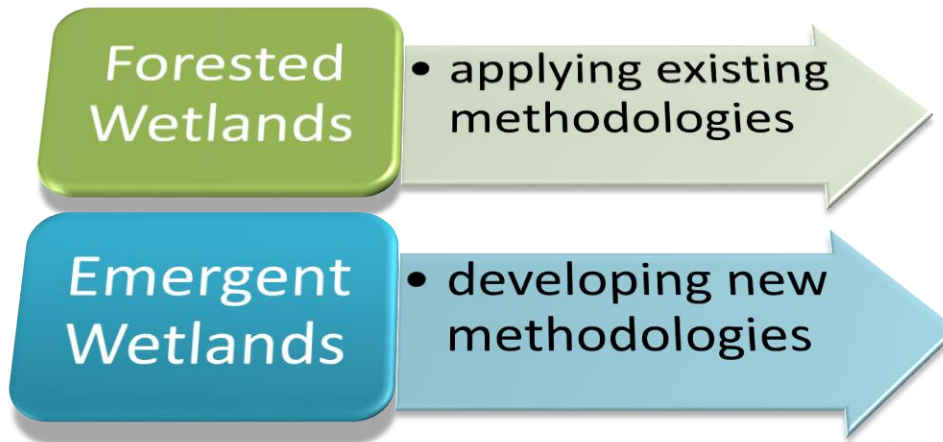 Forested
Wetlands
• applying existing
methodologies
Emergent
Wetlands
• developing new
methodologies